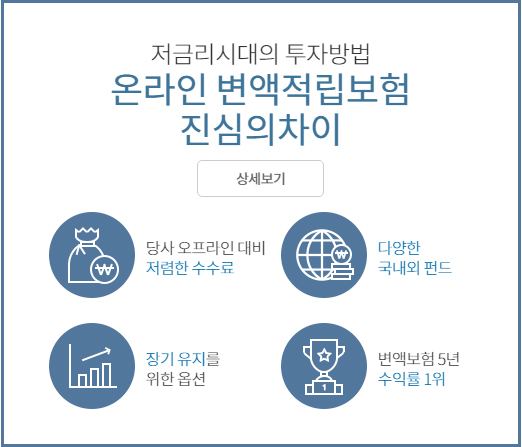 저금리시대의 투자방법
온라인 변액적립보험
진심의차이
상세보기
당사 오프라인 대비
저렴한 수수료
₩
다양한
국내외 펀드
₩
장기 유지를
위한 옵션
변액보험 5년
수익률 1위
1